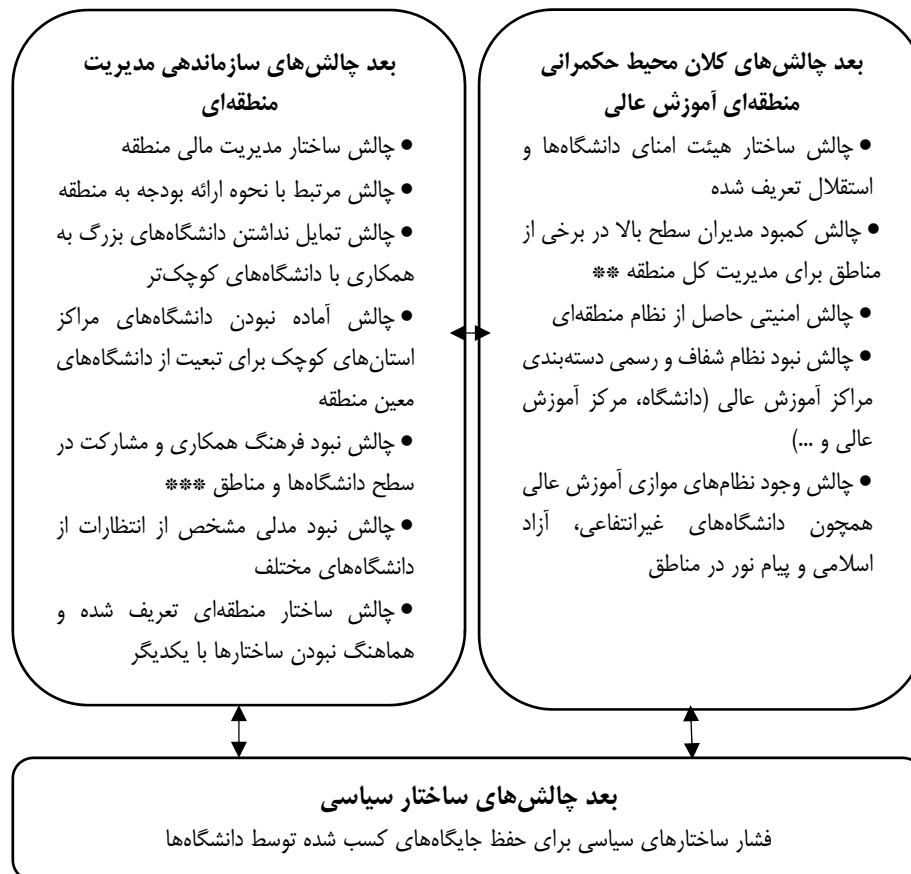 بعد چالش‌های کلان محیط حکمرانی
منطقه‌ای آموزش عالی
● چالش ساختار هیئت امنای دانشگاه‌ها و
استقلال تعریف شده
● چالش کمبود مدیران سطح بالا در برخی از
مناطق برای مدیریت کل منطقه **
● چالش امنیتی حاصل از نظام منطقه‌ای
● چالش نبود نظام شفاف و رسمی دسته‌بندی
مراکز آموزش عالی (دانشگاه، مرکز آموزش
عالی و ...)
● چالش وجود نظام‌های موازی آموزش عالی
همچون دانشگاه‌های غیرانتفاعی، آزاد
اسلامی و پیام نور در مناطق
بعد چالش‌های سازماندهی مدیریت
منطقه‌ای
● چالش ساختار مدیریت مالی منطقه
● چالش مرتبط با نحوه ارائه بودجه به منطقه
● چالش تمایل نداشتن دانشگاه‌های بزرگ به
همکاری با دانشگاه‌های کوچک‌تر
● چالش آماده نبودن دانشگاه‌های مراکز
استان‌های کوچک برای تبعیت از دانشگاه‌های
معین منطقه
● چالش نبود فرهنگ همکاری و مشارکت در
سطح دانشگاه‌ها و مناطق ***
● چالش نبود مدلی مشخص از انتظارات از
دانشگاه‌های مختلف
● چالش ساختار منطقه‌ای تعریف شده و
هماهنگ نبودن ساختارها با یکدیگر
بعد چالش‌های ساختار سیاسی
فشار ساختارهای سیاسی برای حفظ جایگاه‌های کسب شده توسط دانشگاه‌ها